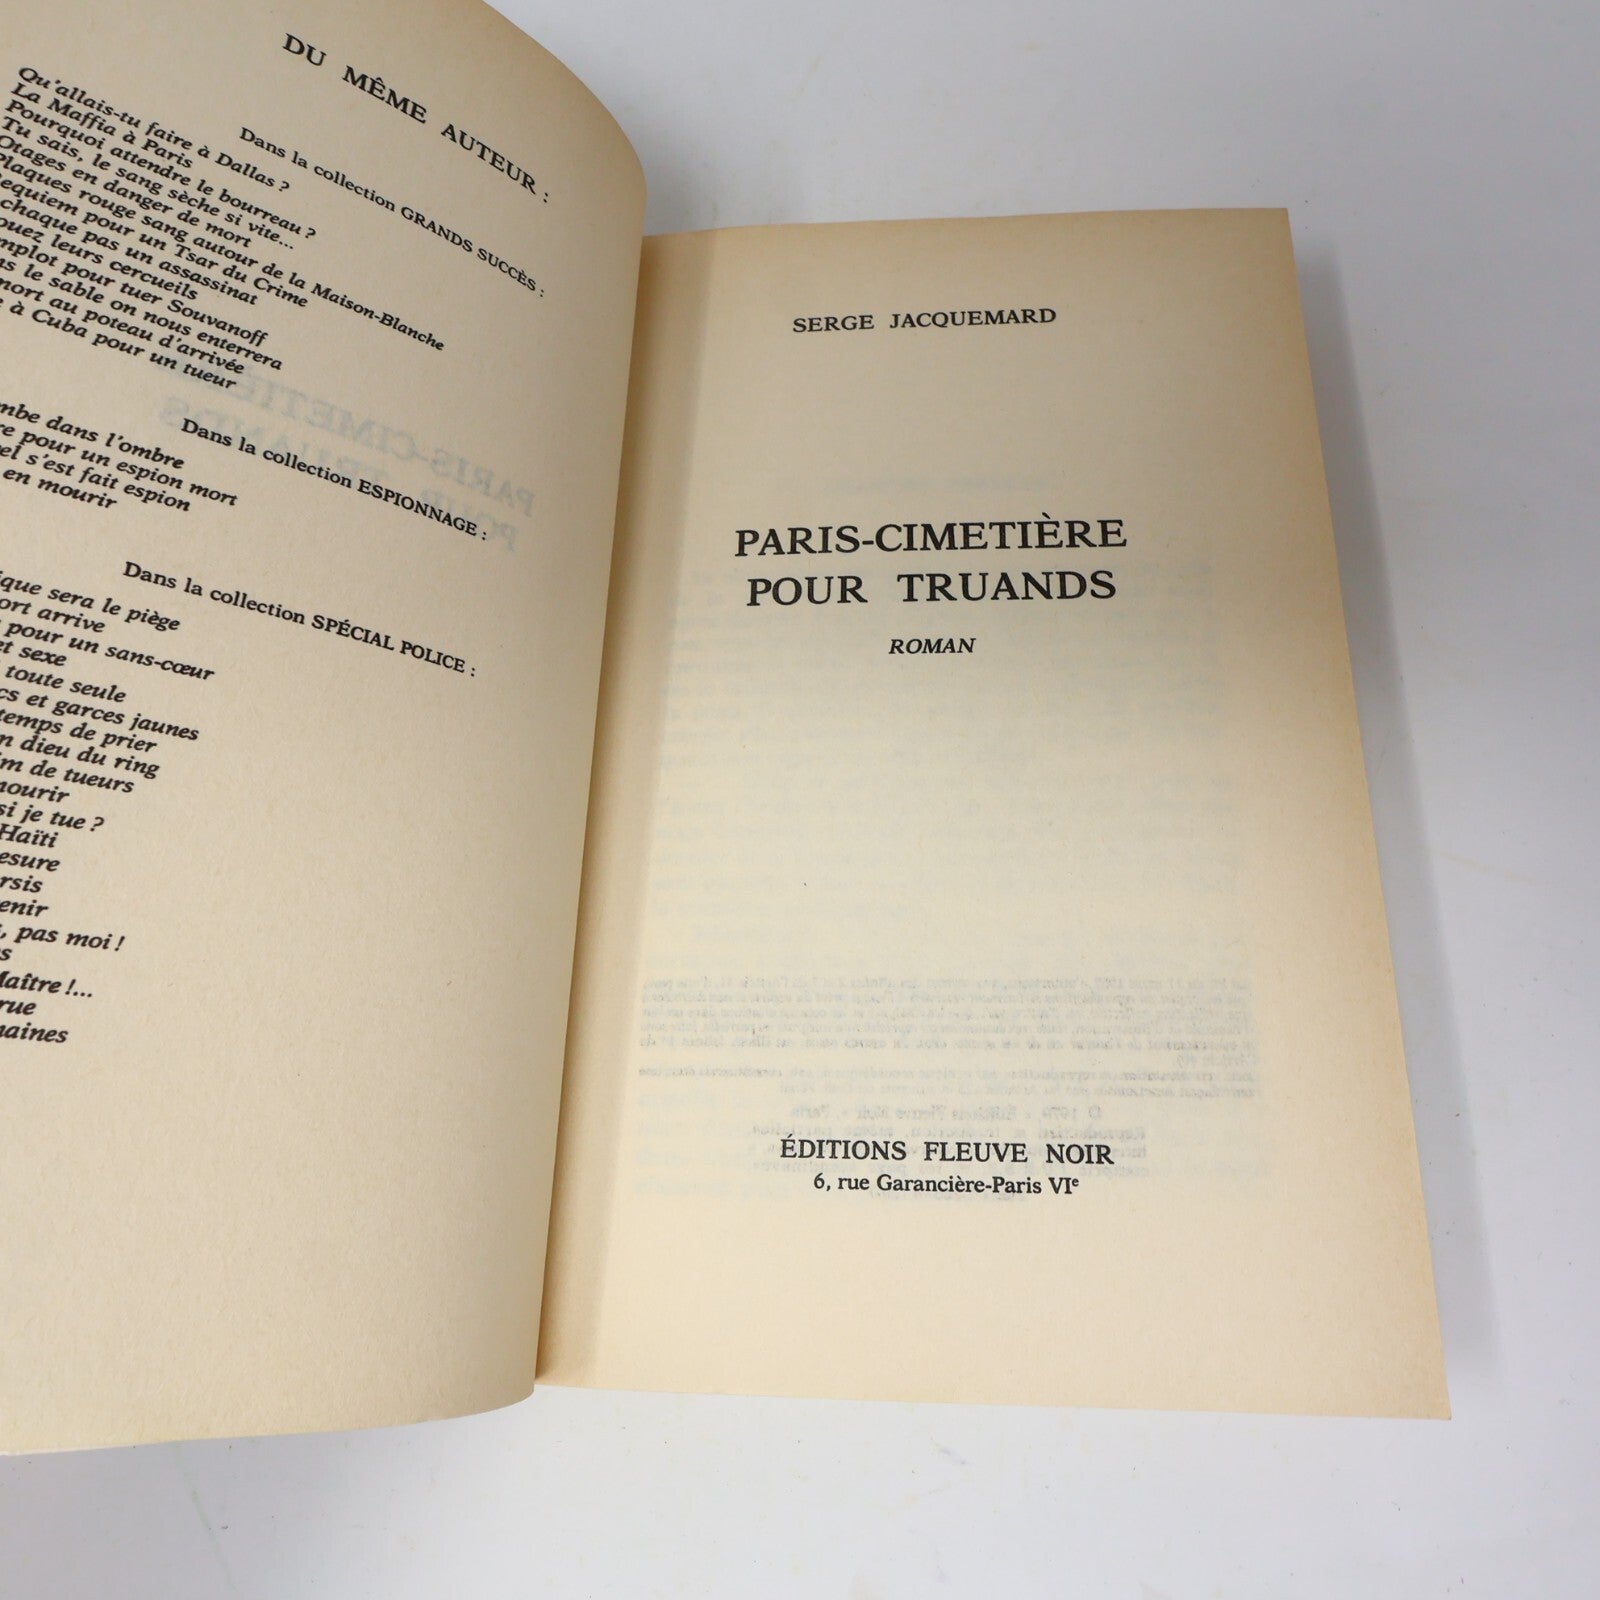 DU MÊME AUTEUR :
Dans la collection GRANDS SUCCÈS :
Qu'allais-tu faire à Dallas ?
La Maffia à Paris
Pourquoi attendre le bourreau ?
Tu sais, le sang sèche si vite...
Otages en danger de mort
Plaques rouge sang autour de la Maison-Blanche
Requiem pour un Tsar du Crime
chaque pas un assassinat
ouez leurs cercueils
mplot pour tuer Souvanoff
ns le sable on nous enterrera
mort au poteau d'arrivée
e à Cuba pour un tueur
Dans la collection ESPIONNAGE :
mbe dans l'ombre
re pour un espion mort
rel s'est fait espion
en mourir
Dans la collection SPÉCIAL POLICE :
ique sera le piège
ort arrive
pour un sans-cœur
et sexe
toute seule
cs et garces jaunes
temps de prier
n dieu du ring
im de tueurs
mourir
si je tue ?
Haïti
esure
rsis
enir
, pas moi !
s
Maître !...
rue
maines
SERGE JACQUEMARD
PARIS-CIMETIÈRE
POUR TRUANDS
ROMAN
ÉDITIONS FLEUVE NOIR
6, rue Garancière-Paris VIe